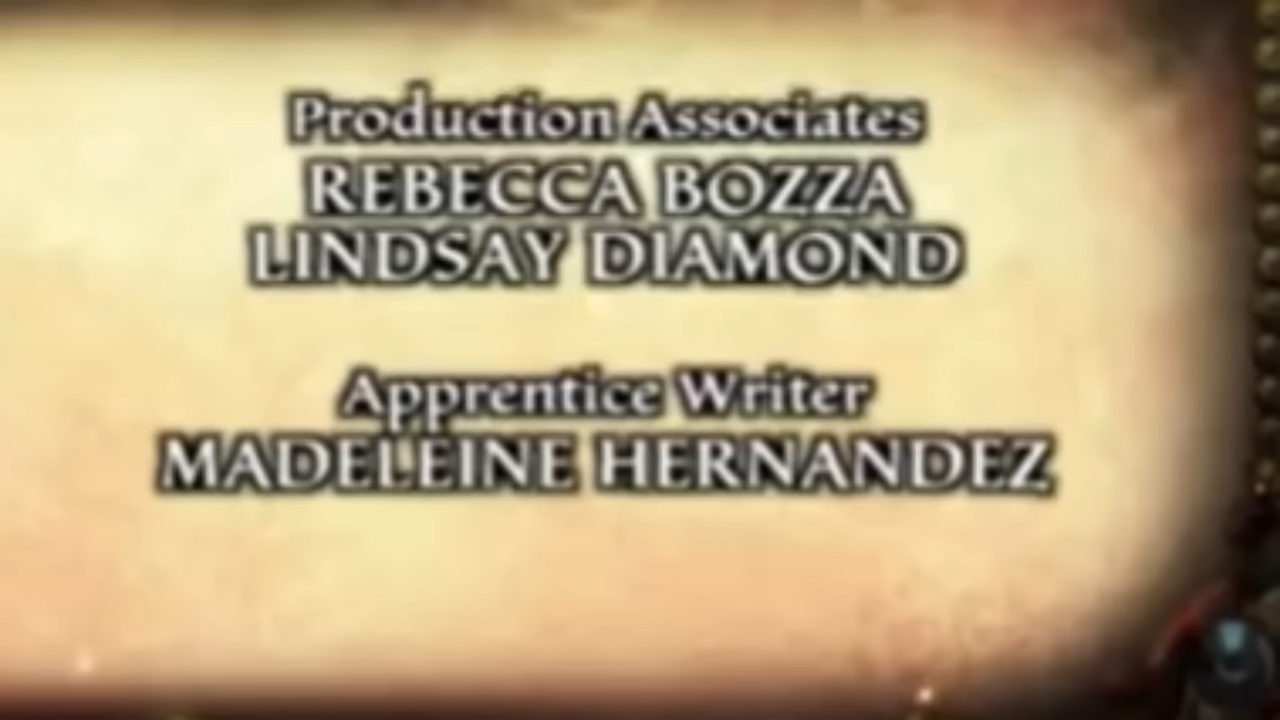 Production Associates
REBECCA BOZZA
LINDSAY DIAMOND
Apprentice Writer
MADELEINE HERNANDEZ